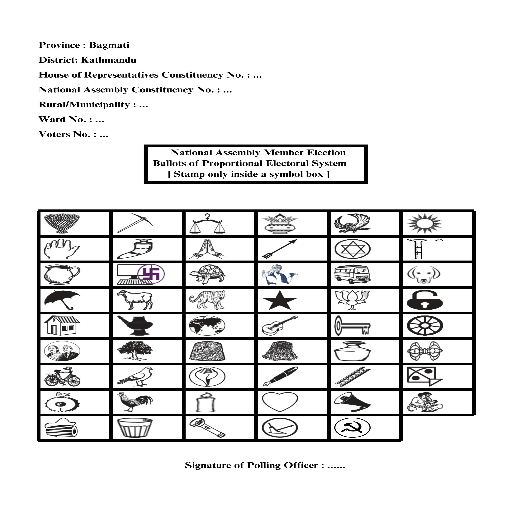 Province : Bagmati
District: Kathmandu
House of Representatives Constituency No. : ...
National Assembly Constituency No. : ...
Rural/Municipality : ...
Ward No. : ...
Voters No. : ...
National Assembly Member Election
Ballots of Proportional Electoral System
[ Stamp only inside a symbol box ]
Signature of Polling Officer : ......